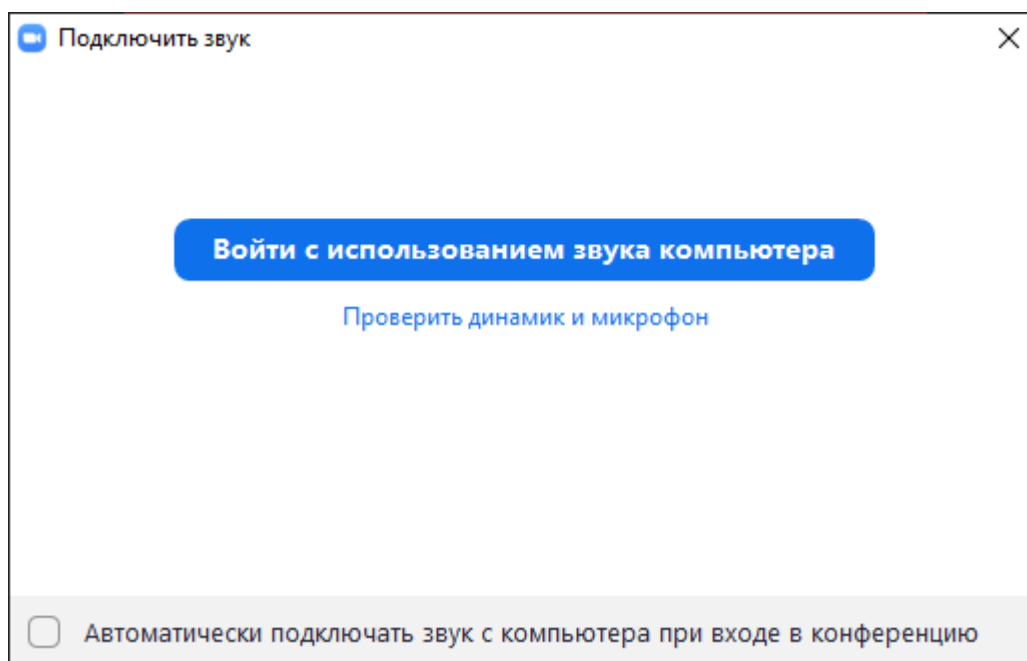 Подключить звук
Войти с использованием звука компьютера
Проверить динамик и микрофон
Автоматически подключать звук с компьютера при входе в конференцию